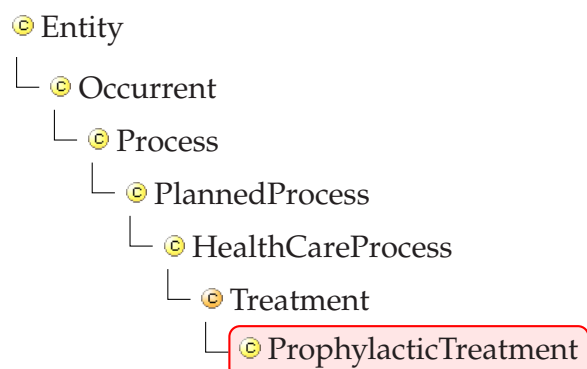 Entity
Occurrent
Process
PlannedProcess
HealthCareProcess
Treatment
ProphylacticTreatment